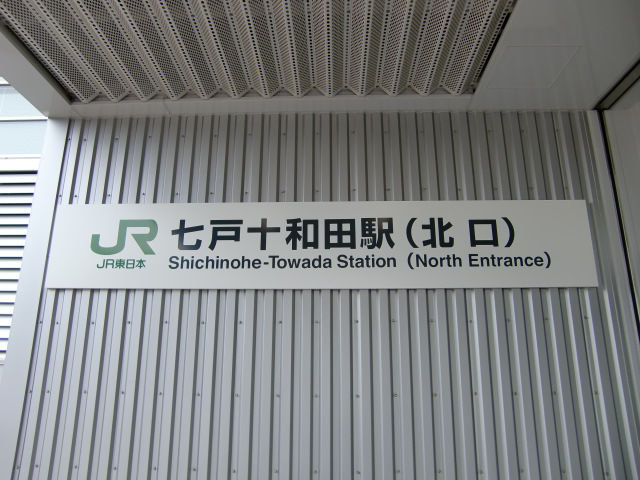 JR 七戸十和田駅（北 口）
JR東日本 Shichinohe-Towada Station (North Entrance)